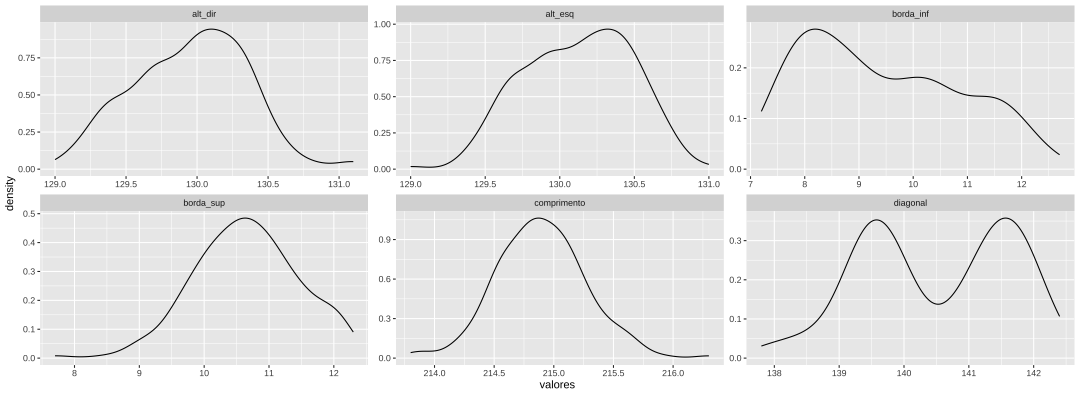 alt_dir alt_esq borda_inf
0.75 0.50 0.25 0.00
1.00 0.75 0.50 0.25 0.00
0.2 0.1 0.0
129.0 129.5 130.0 130.5 131.0
129.0 129.5 130.0 130.5 131.0
7 8 9 10 11 12
density
borda_sup comprimento diagonal
0.5 0.4 0.3 0.2 0.1 0.0
0.9 0.6 0.3 0.0
0.3 0.2 0.1 0.0
8 9 10 11 12
214.0 214.5 215.0 215.5 216.0
138 139 140 141 142
valores